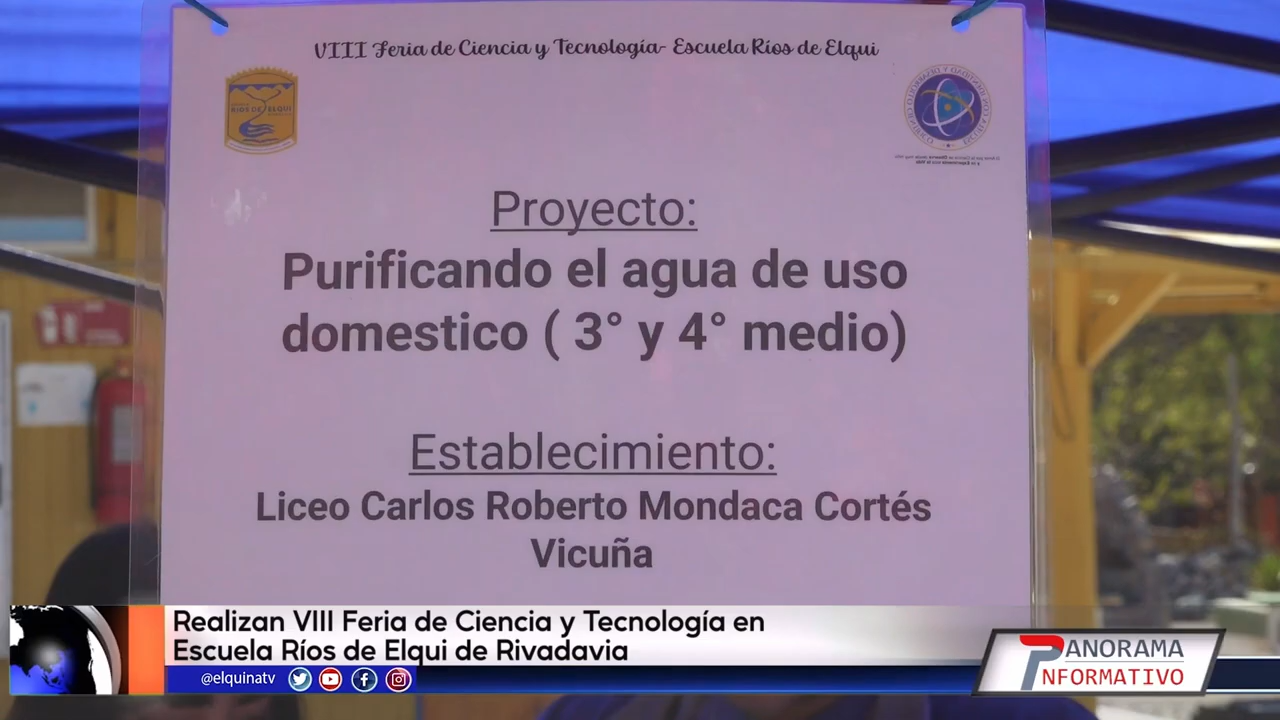 VIII Feria de Ciencia y Tecnología- Escuela Ríos de Elqui
RIOS DE ELQUI
Proyecto:
Purificando el agua de uso
domestico ( 3° y 4° medio)
Establecimiento:
Liceo Carlos Roberto Mondaca Cortés
Vicuña
Realizan VIII Feria de Ciencia y Tecnología en
Escuela Ríos de Elqui de Rivadavia
@elquinatv
PANORAMA
INFORMATIVO